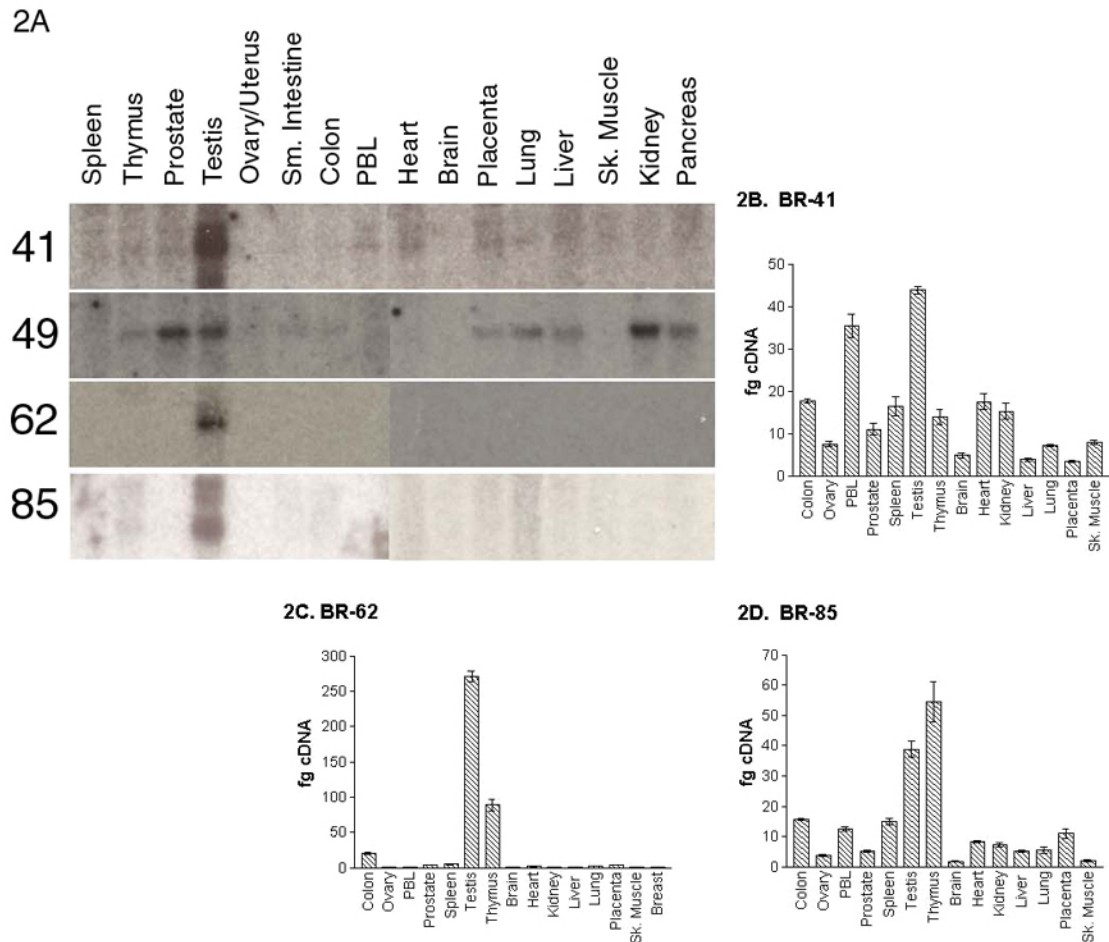 2A
Spleen
Thymus
Prostate
Testis
Ovary/Uterus
Sm. Intestine
Colon
PBL
Heart
Brain
Placenta
Lung
Liver
Sk. Muscle
Kidney
Pancreas
41
49
62
85
2B. BR-41
50
40
30
20
10
0
fg cDNA
Colon
Ovary
PBL
Prostate
Spleen
Testis
Thymus
Brain
Heart
Kidney
Liver
Lung
Placenta
Sk. Muscle
2C. BR-62
300
250
200
150
100
50
0
fg cDNA
Colon
Ovary
PBL
Prostate
Spleen
Testis
Thymus
Brain
Heart
Kidney
Liver
Lung
Placenta
Sk. Muscle
Breast
2D. BR-85
70
60
50
40
30
20
10
0
fg cDNA
Colon
Ovary
PBL
Prostate
Spleen
Testis
Thymus
Brain
Heart
Kidney
Liver
Lung
Placenta
Sk. Muscle